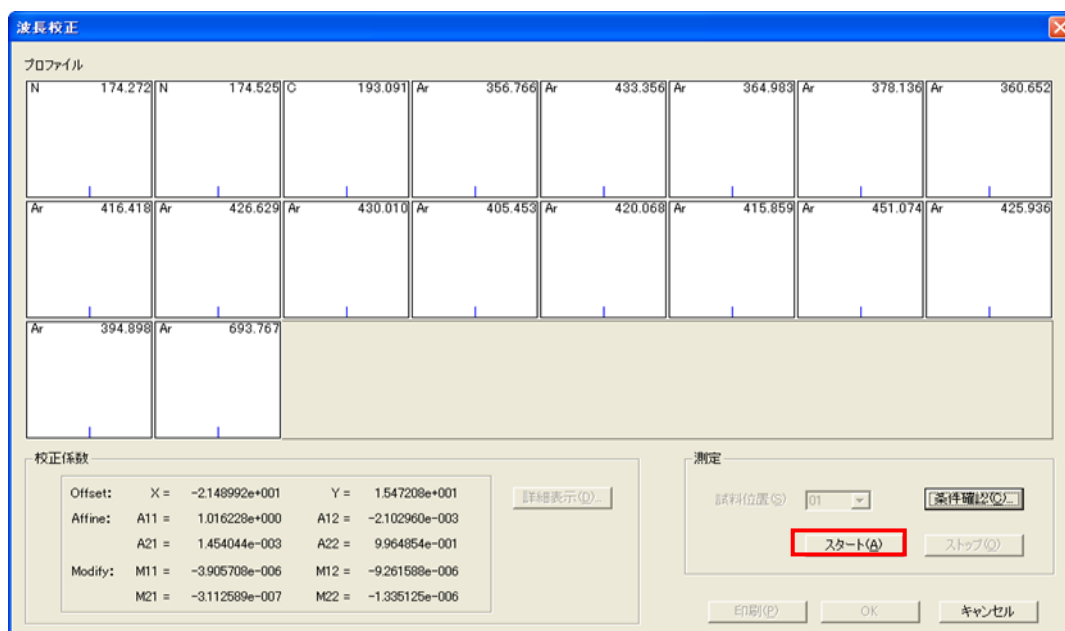 波長校正
プロファイル
N 174.272 N 174.525 C 193.091 Ar 356.766 Ar 433.356 Ar 364.983 Ar 378.136 Ar 360.652
Ar 416.418 Ar 426.629 Ar 430.010 Ar 405.453 Ar 420.068 Ar 415.859 Ar 451.074 Ar 425.936
Ar 394.898 Ar 693.767
校正係数
Offset: X = -2.148992e+001 Y = 1.547208e+001
Affine: A11 = 1.016228e+000 A12 = -2.102960e-003
A21 = 1.454044e-003 A22 = 9.964854e-001
Modify: M11 = -3.905708e-006 M12 = -9.261588e-006
M21 = -3.112589e-007 M22 = -1.335125e-006
詳細表示(D)...
測定
試料位置(S) 01 条件確認(C)...
スタート(A) ストップ(O)
印刷(P) OK キャンセル